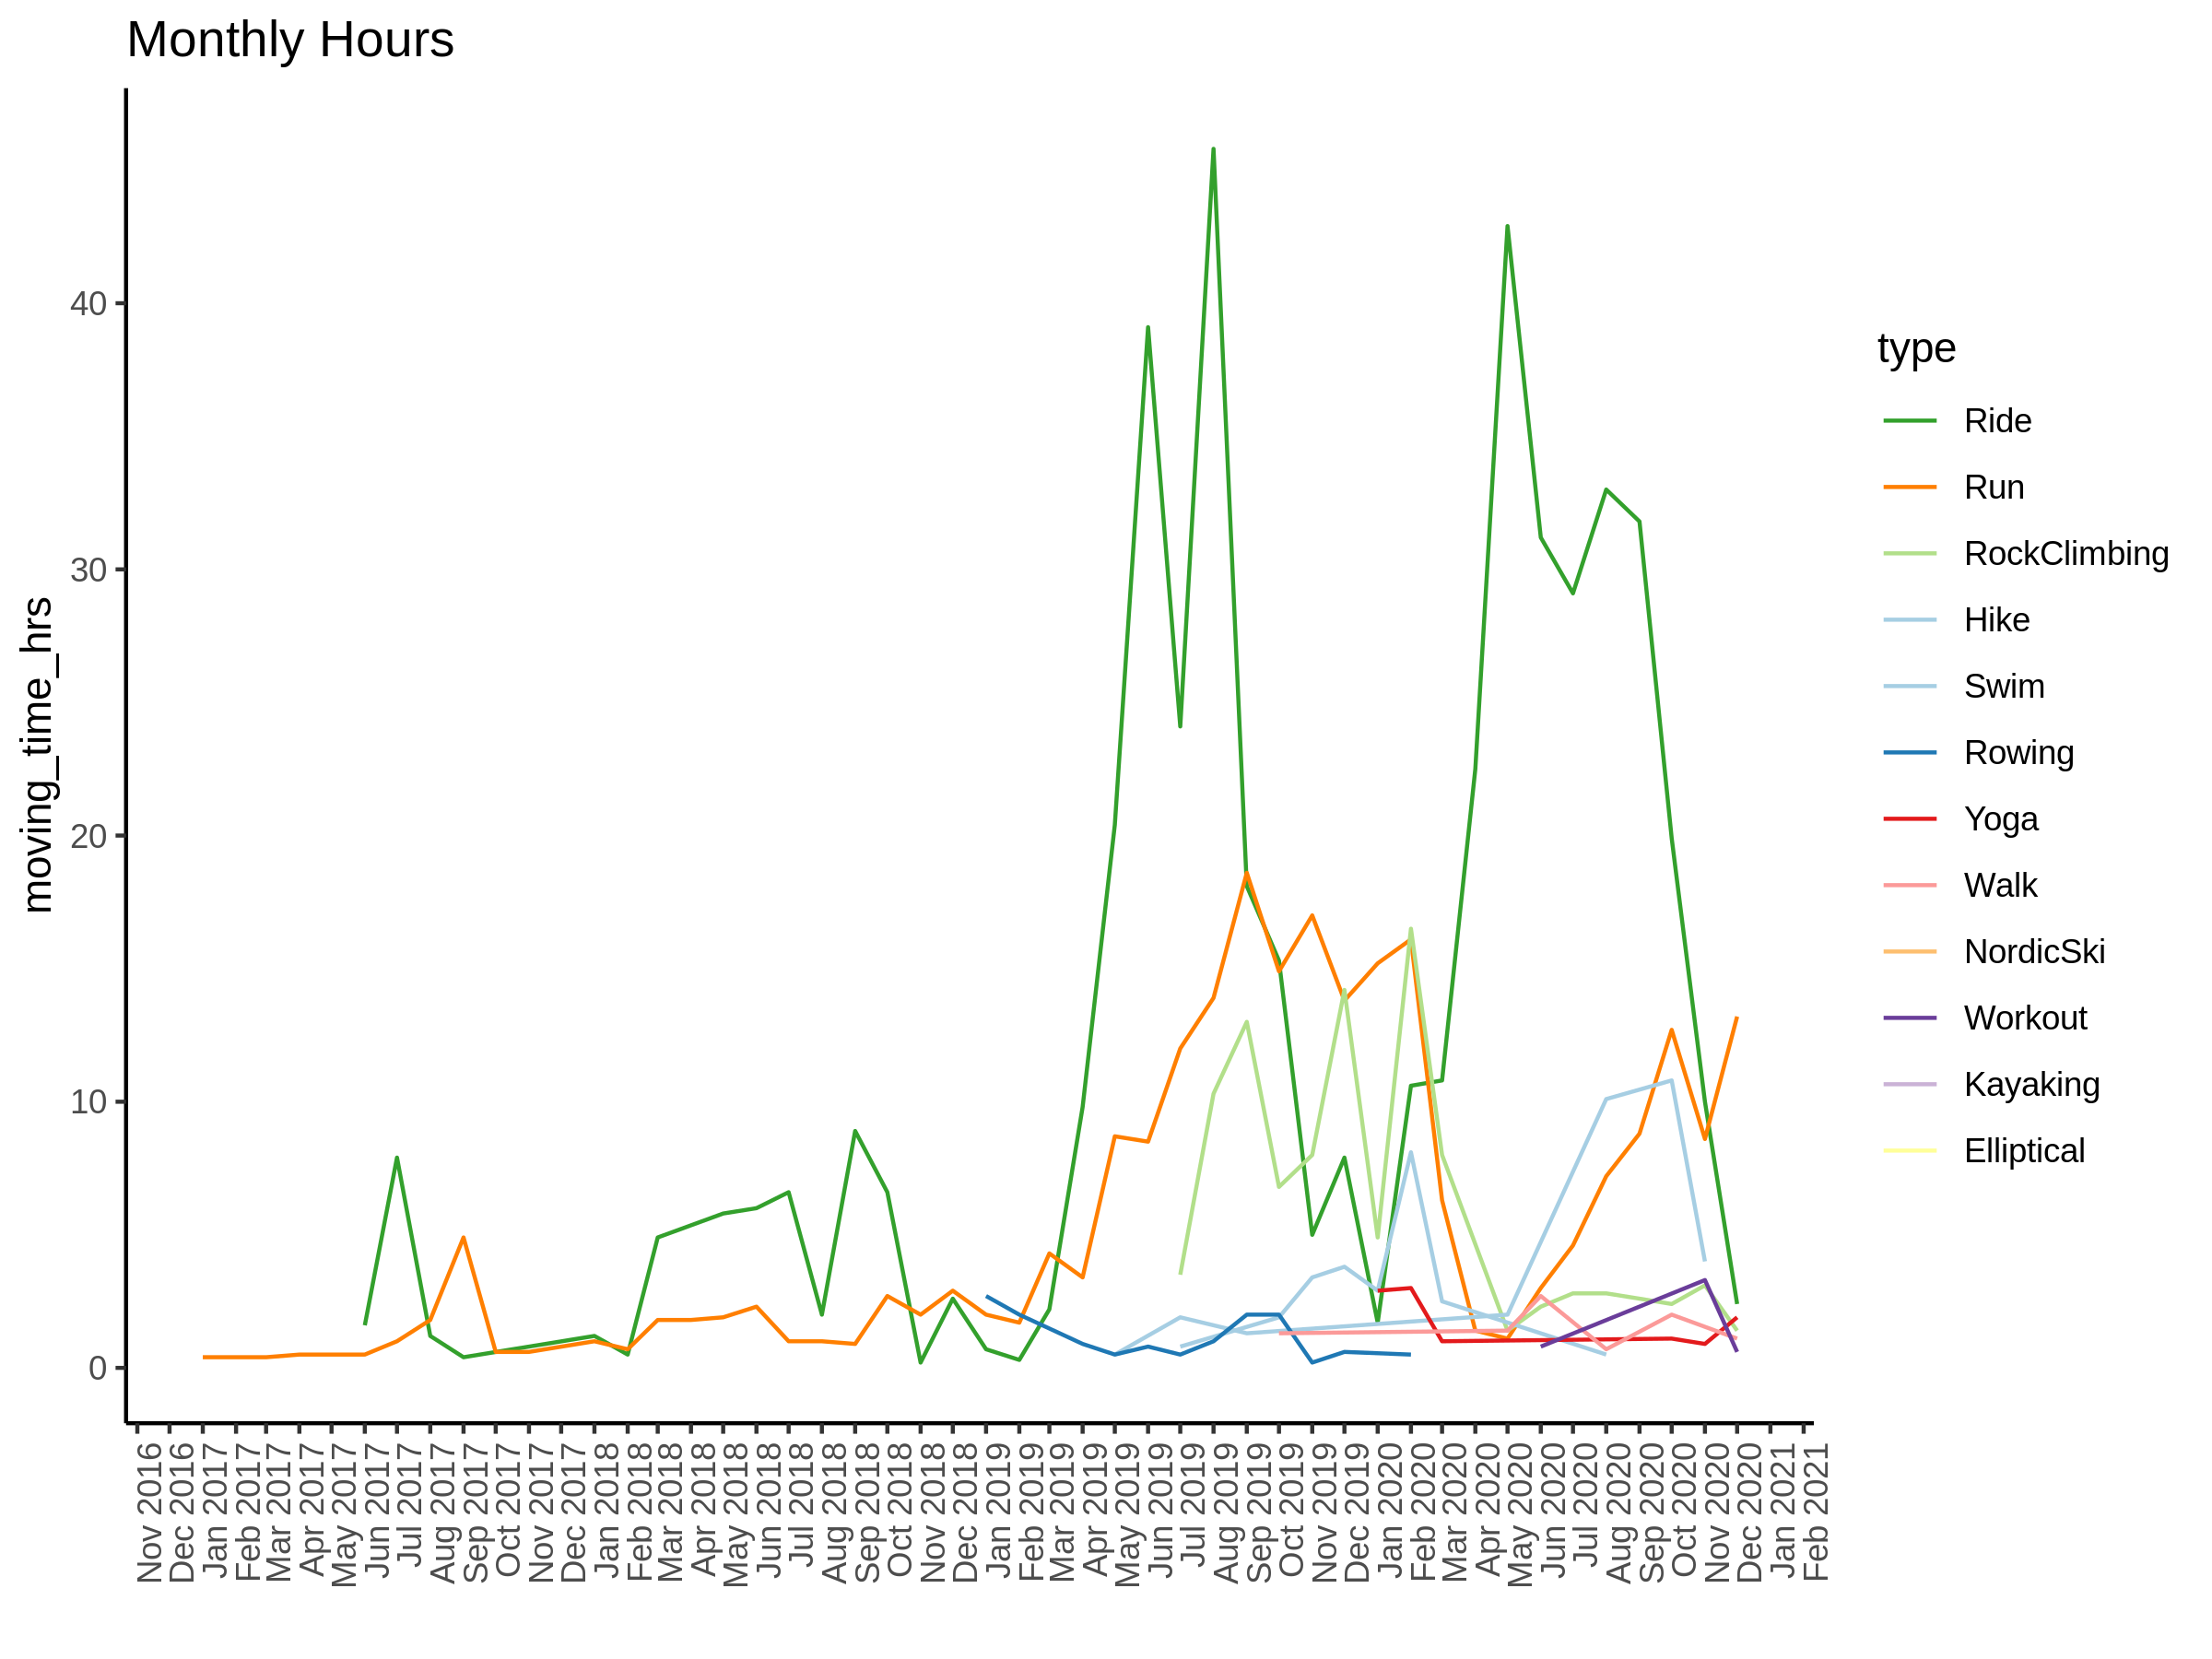 Monthly Hours
moving_time_hrs
40
30
20
10
0
Nov 2016
Dec 2016
Jan 2017
Feb 2017
Mar 2017
Apr 2017
May 2017
Jun 2017
Jul 2017
Aug 2017
Sep 2017
Oct 2017
Nov 2017
Dec 2017
Jan 2018
Feb 2018
Mar 2018
Apr 2018
May 2018
Jun 2018
Jul 2018
Aug 2018
Sep 2018
Oct 2018
Nov 2018
Dec 2018
Jan 2019
Feb 2019
Mar 2019
Apr 2019
May 2019
Jun 2019
Jul 2019
Aug 2019
Sep 2019
Oct 2019
Nov 2019
Dec 2019
Jan 2020
Feb 2020
Mar 2020
Apr 2020
May 2020
Jun 2020
Jul 2020
Aug 2020
Sep 2020
Oct 2020
Nov 2020
Dec 2020
Jan 2021
Feb 2021
type
Ride
Run
RockClimbing
Hike
Swim
Rowing
Yoga
Walk
NordicSki
Workout
Kayaking
Elliptical